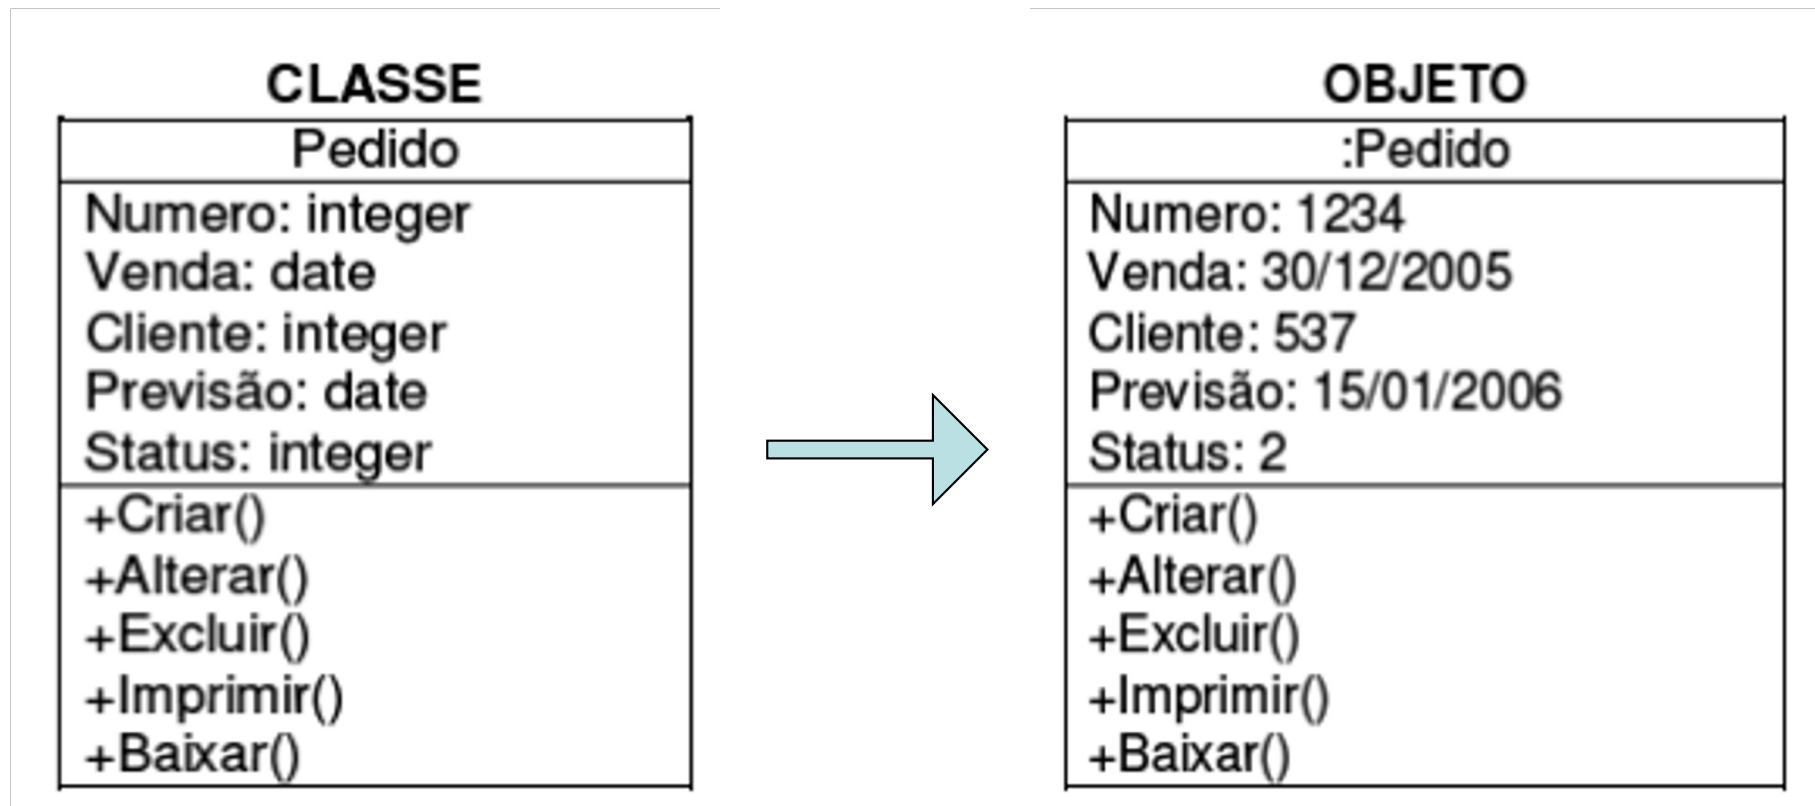 CLASSE
Pedido
Numero: integer
Venda: date
Cliente: integer
Previsão: date
Status: integer
+Criar()
+Alterar()
+Excluir()
+Imprimir()
+Baixar()
OBJETO
:Pedido
Numero: 1234
Venda: 30/12/2005
Cliente: 537
Previsão: 15/01/2006
Status: 2
+Criar()
+Alterar()
+Excluir()
+Imprimir()
+Baixar()